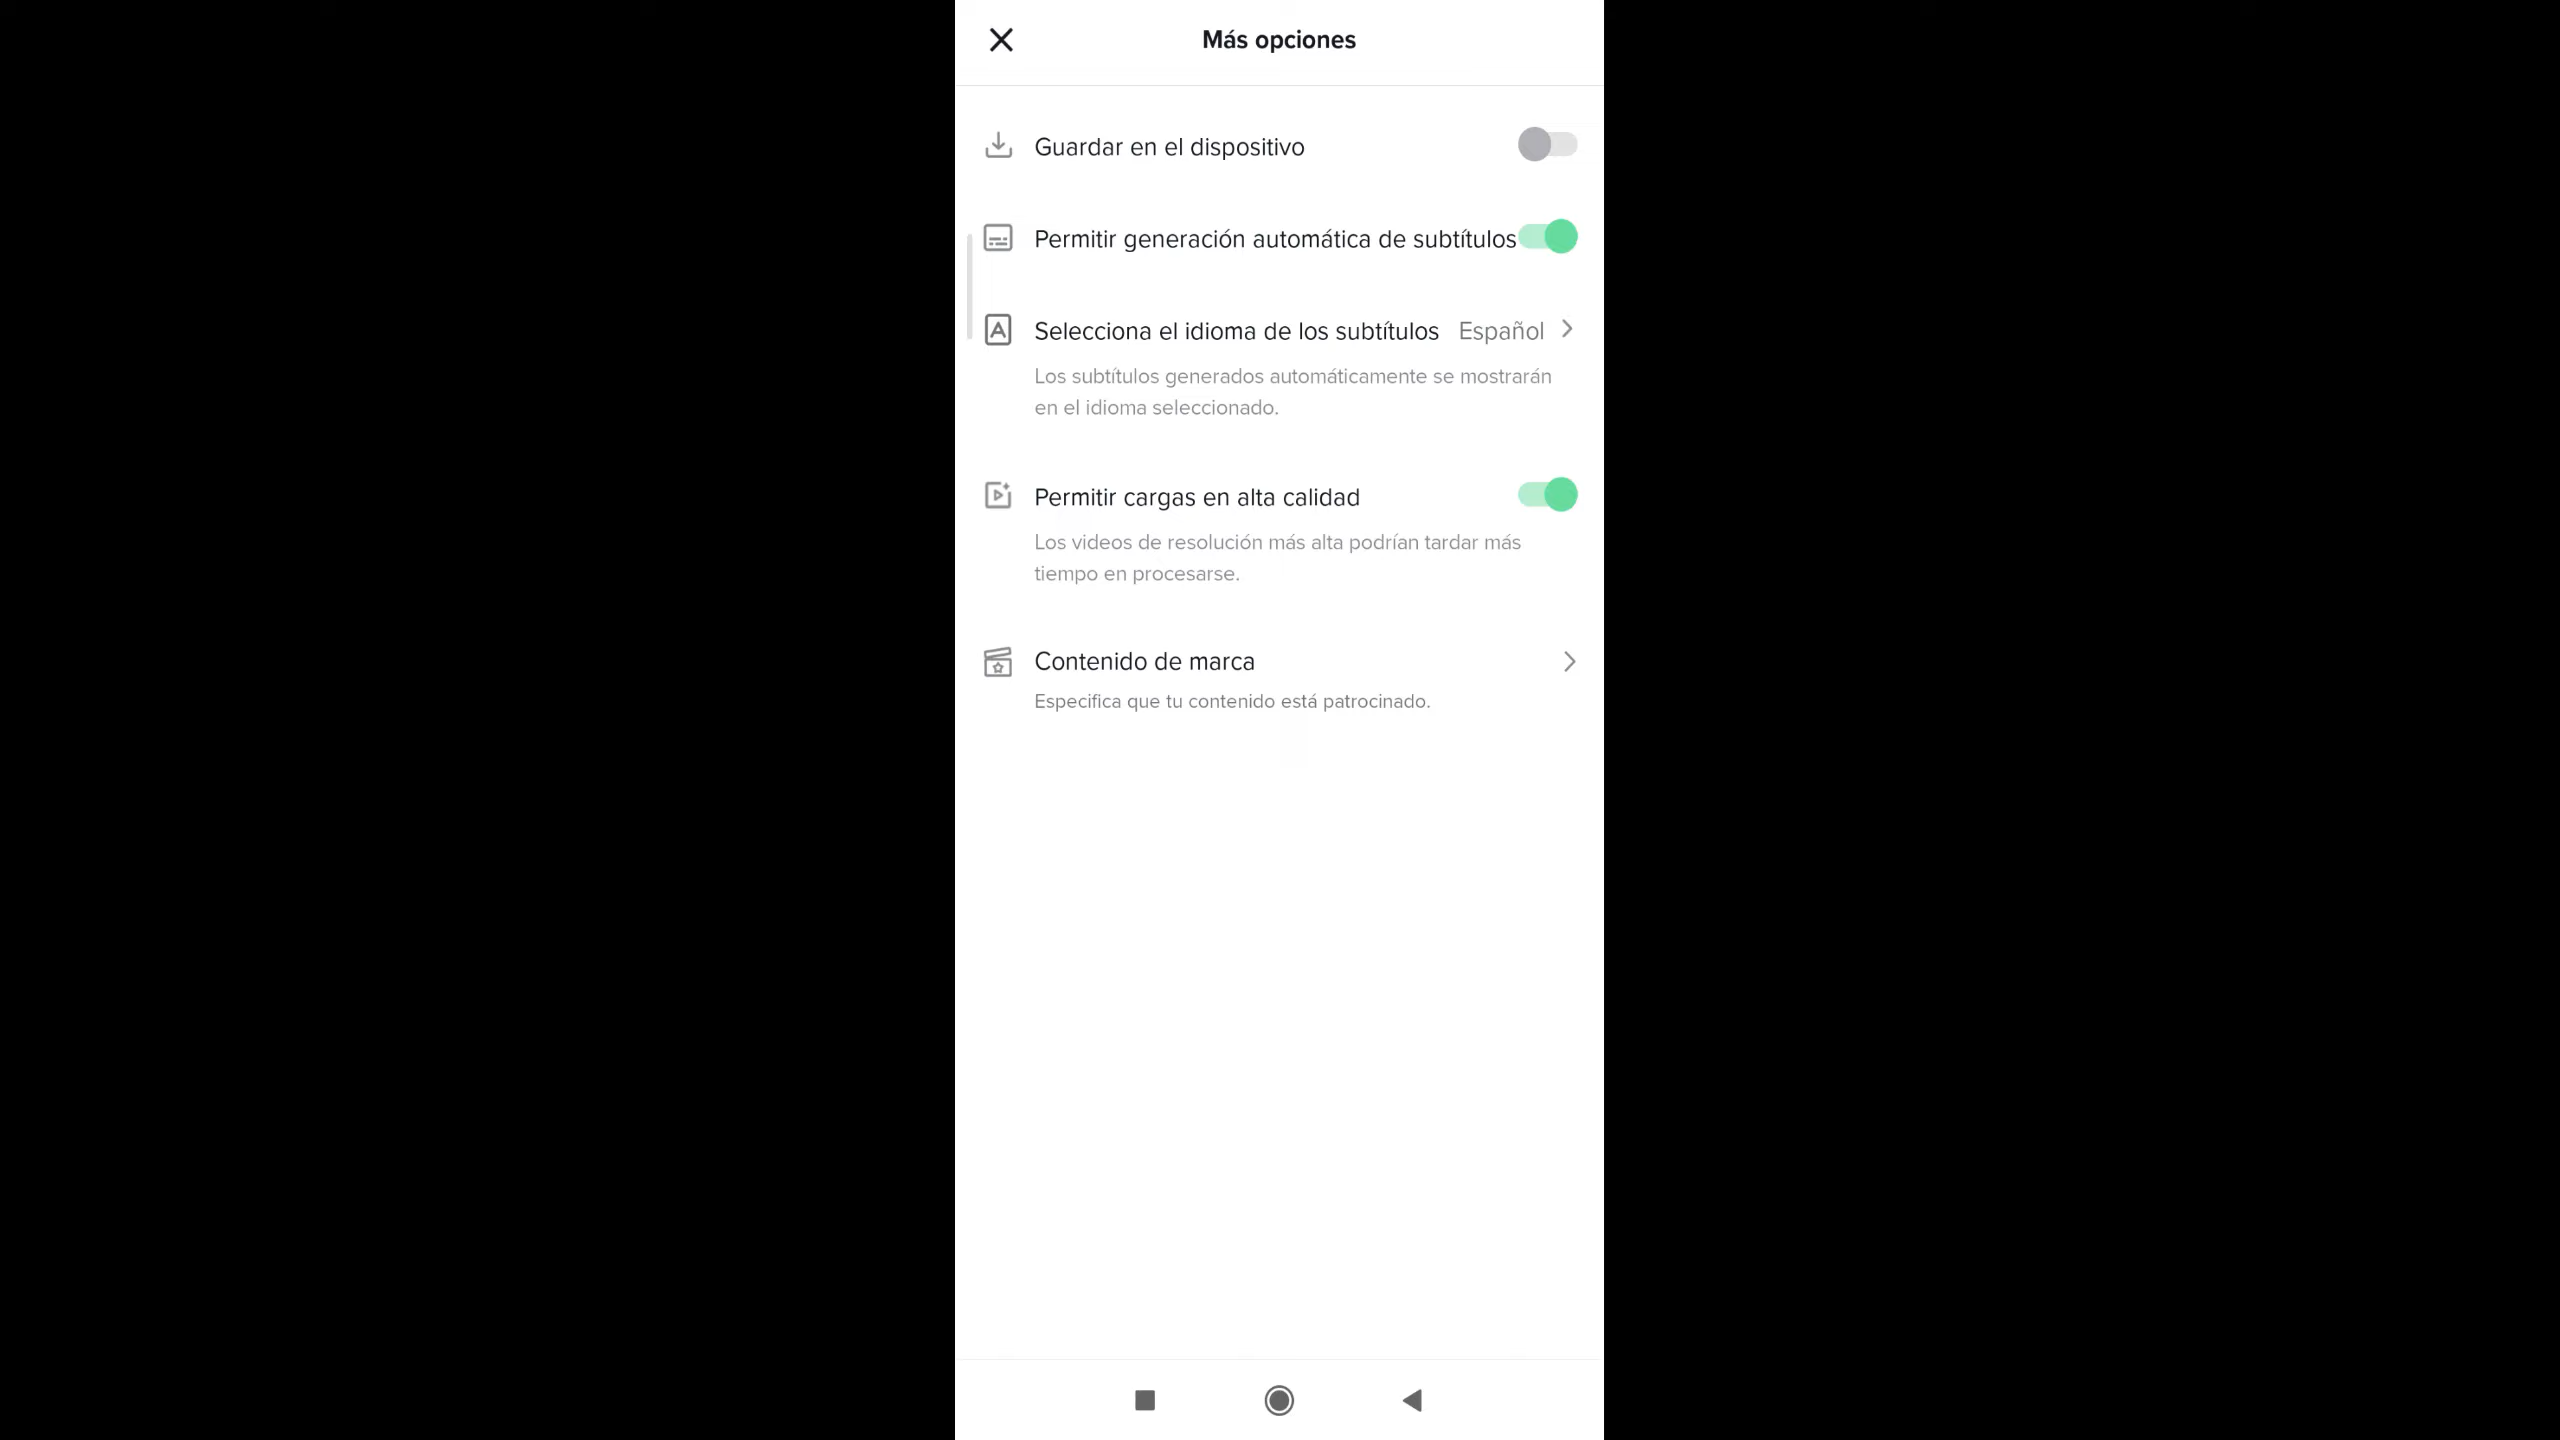 Más opciones
Guardar en el dispositivo
Permitir generación automática de subtítulos
Selecciona el idioma de los subtítulos Español
Los subtítulos generados automáticamente se mostrarán
en el idioma seleccionado.
Permitir cargas en alta calidad
Los videos de resolución más alta podrían tardar más
tiempo en procesarse.
Contenido de marca
Especifica que tu contenido está patrocinado.